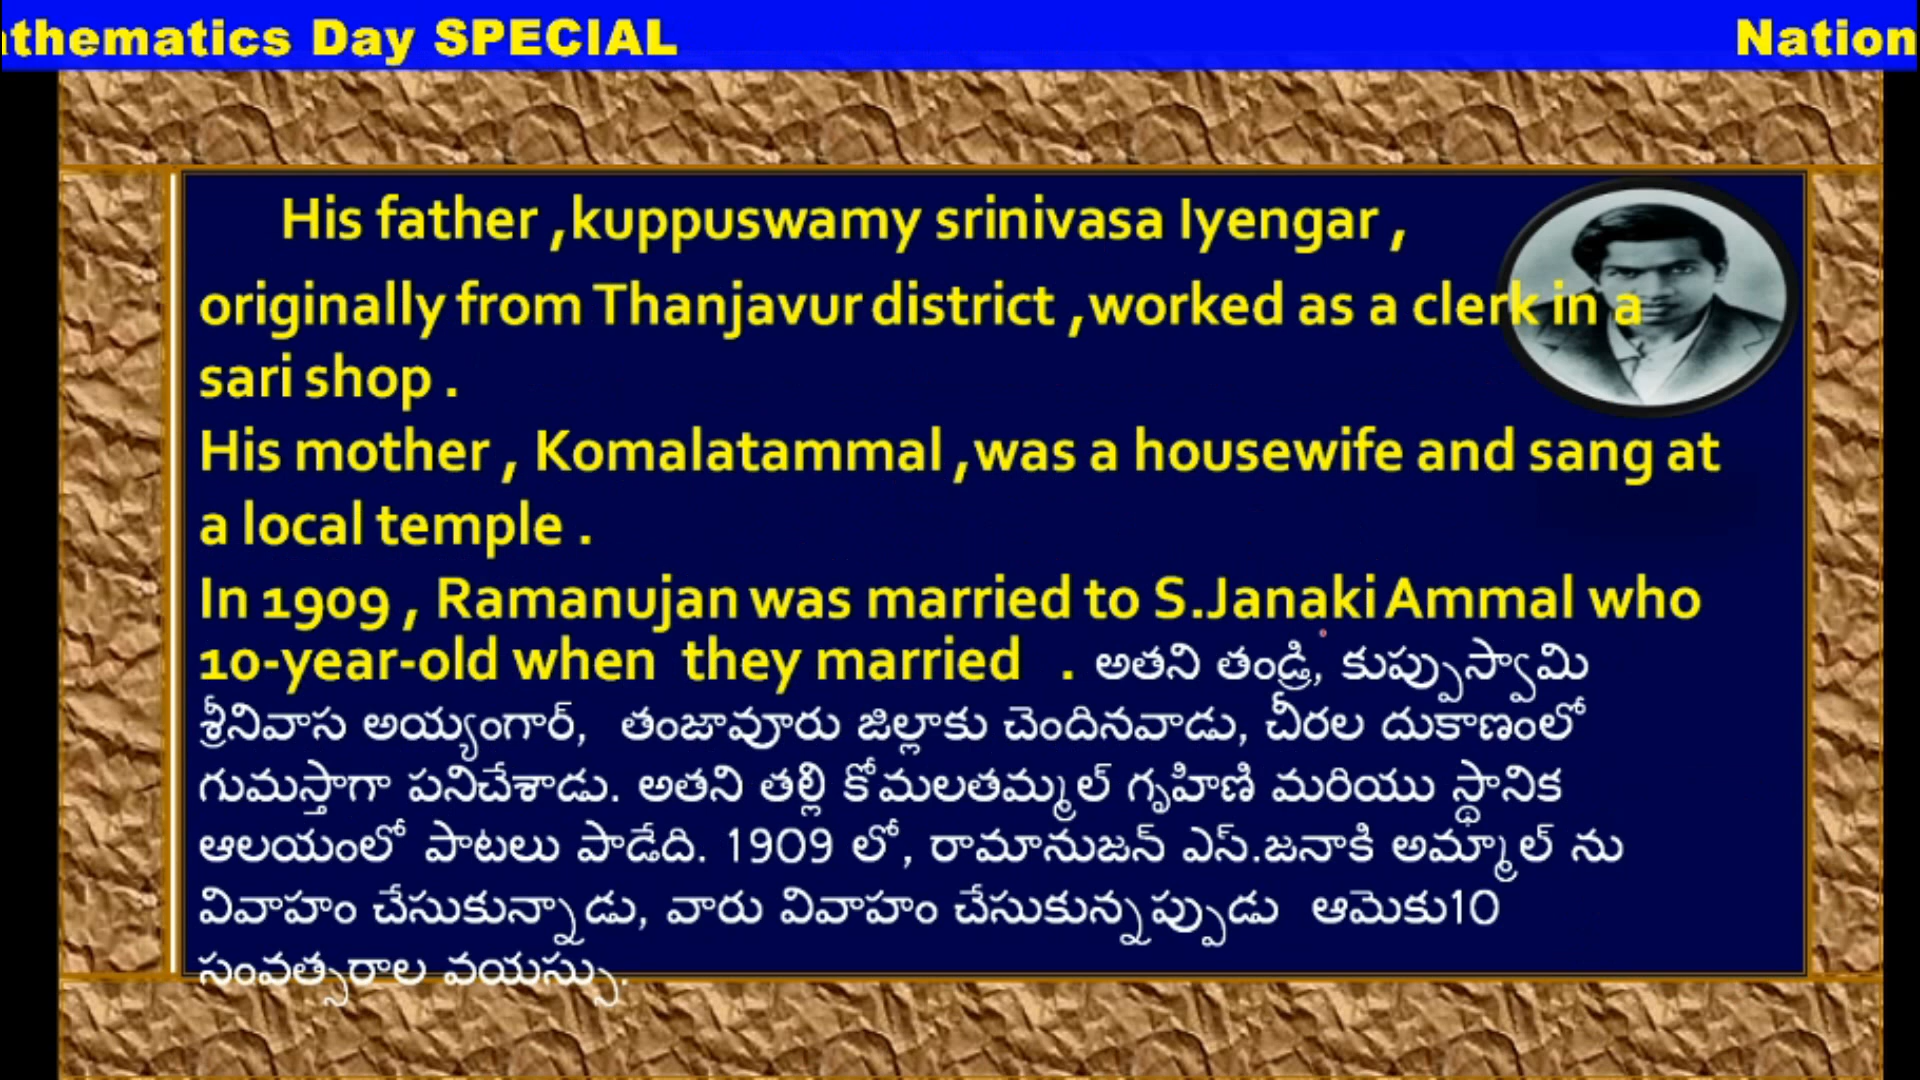 thematics Day SPECIAL Nation
His father ,kuppuswamy srinivasa Iyengar ,
originally from Thanjavur district ,worked as a clerk in a
sari shop .
His mother , Komalatammal ,was a housewife and sang at
a local temple .
In 1909 , Ramanujan was married to S.Janaki Ammal who
10-year-old when they married . అతని తండ్రి, కుప్పుస్వామి
శ్రీనివాస అయ్యంగార్, తంజావూరు జిల్లాకు చెందినవాడు, చీరల దుకాణంలో
గుమస్తాగా పనిచేశాడు. అతని తల్లి కోమలతమ్మల్ గృహిణి మరియు స్థానిక
ఆలయంలో పాటలు పాడేది. 1909 లో, రామానుజన్ ఎస్.జనాకి అమ్మాల్ ను
వివాహం చేసుకున్నాడు, వారు వివాహం చేసుకున్నప్పుడు ఆమెకు10
సంవత్సరాల వయస్సు.